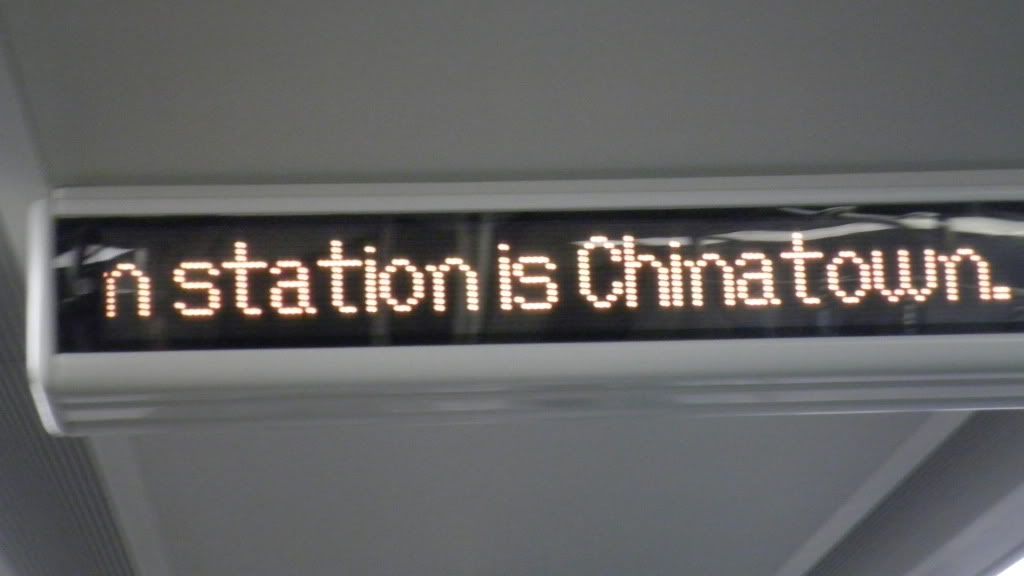 n station is Chinatown.